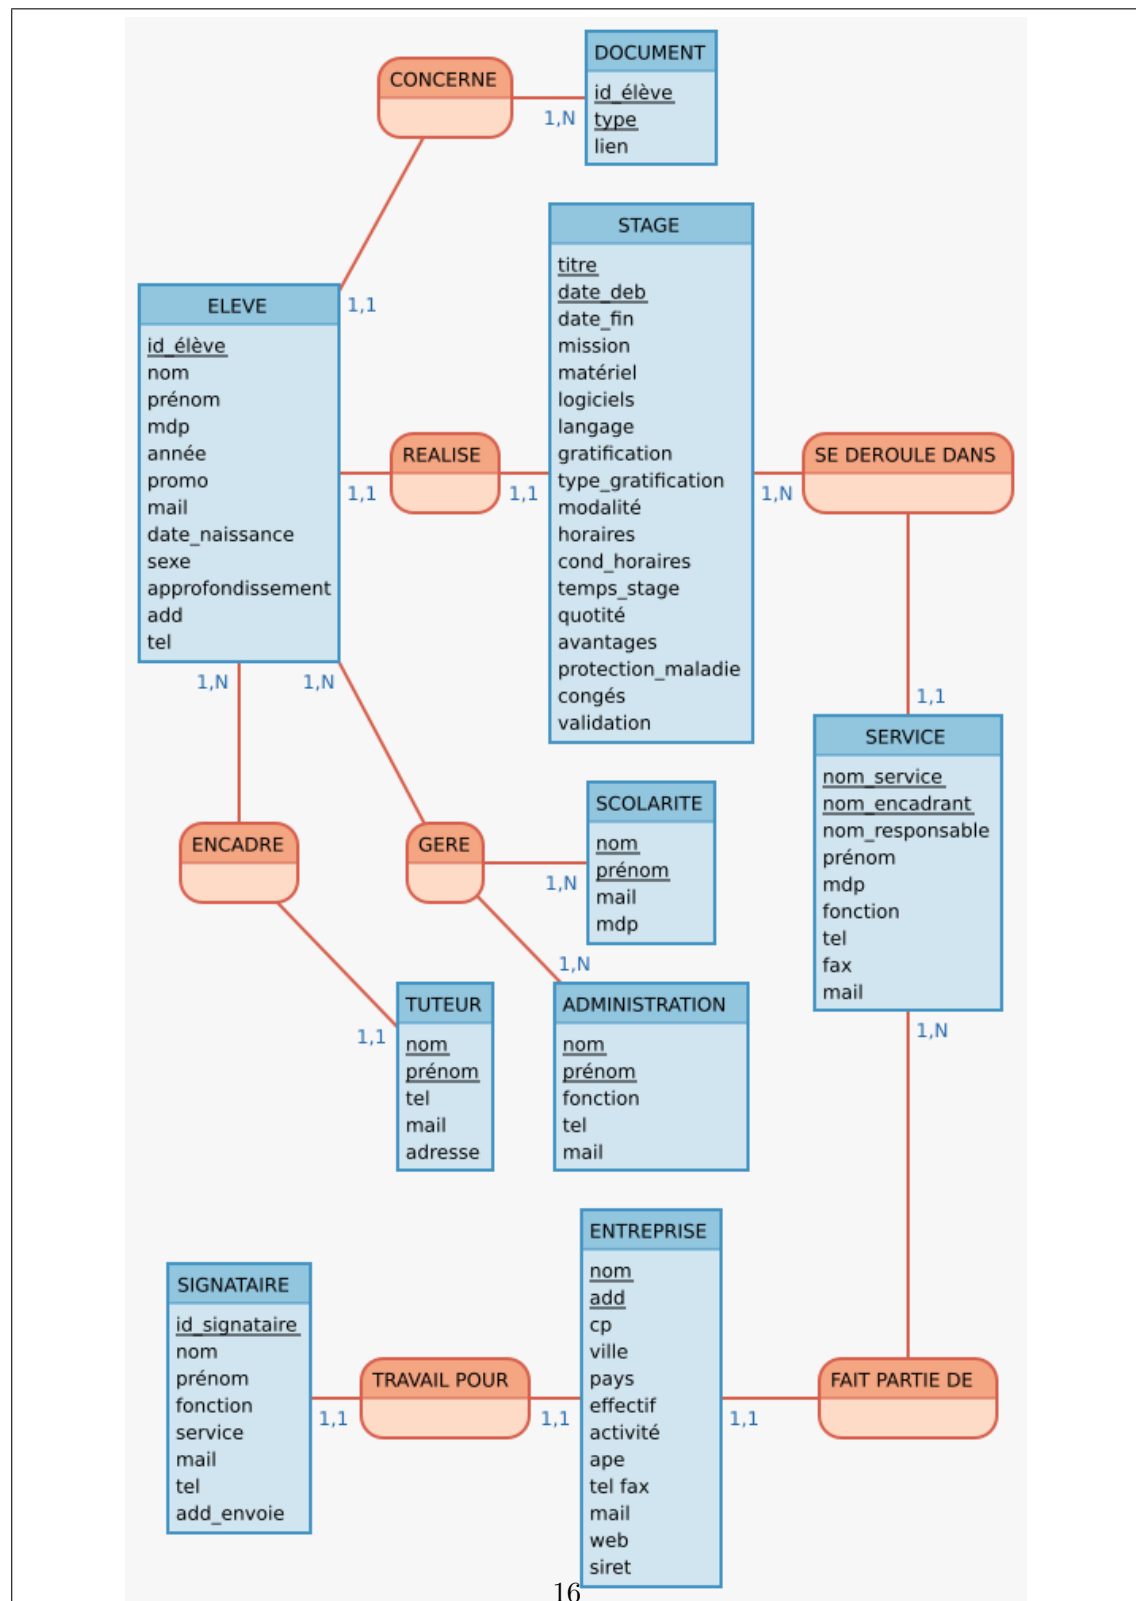 DOCUMENT
id_élève
type
lien
CONCERNE
1,N
STAGE
titre
date_deb
date_fin
mission
matériel
logiciels
langage
gratification
type_gratification
modalité
horaires
cond_horaires
temps_stage
quotité
avantages
protection_maladie
congés
validation
ELEVE
id_élève
nom
prénom
mdp
année
promo
mail
date_naissance
sexe
approfondissement
add
tel
1,1
REALISE
1,1
1,1
SE DEROULE DANS
1,N
1,1
1,N
1,N
SERVICE
nom_service
nom_encadrant
nom_responsable
prénom
mdp
fonction
tel
fax
mail
1,N
ENCADRE
GERE
SCOLARITE
nom
prénom
mail
mdp
1,N
1,N
TUTEUR
nom
prénom
tel
mail
adresse
1,1
ADMINISTRATION
nom
prénom
fonction
tel
mail
ENTREPRISE
nom
add
cp
ville
pays
effectif
activité
ape
tel fax
mail
web
siret
SIGNATAIRE
id_signataire
nom
prénom
fonction
service
mail
tel
add_envoie
1,1
TRAVAIL POUR
1,1
1,1
FAIT PARTIE DE
16